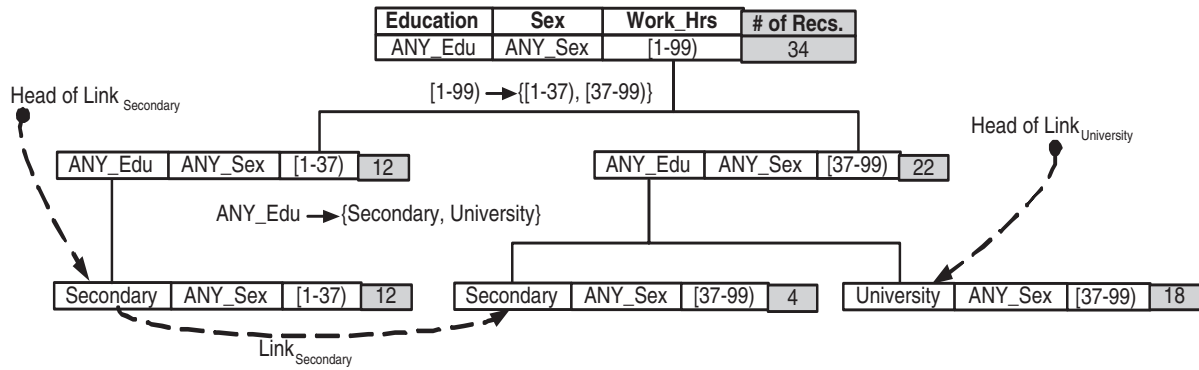 Education Sex Work_Hrs # of Recs.
ANY_Edu ANY_Sex [1-99) 34
[1-99) → {[1-37), [37-99)}
Head of Link Secondary
Head of Link University
ANY_Edu ANY_Sex [1-37) 12
ANY_Edu ANY_Sex [37-99) 22
ANY_Edu → {Secondary, University}
Secondary ANY_Sex [1-37) 12
Secondary ANY_Sex [37-99) 4
University ANY_Sex [37-99) 18
Link Secondary